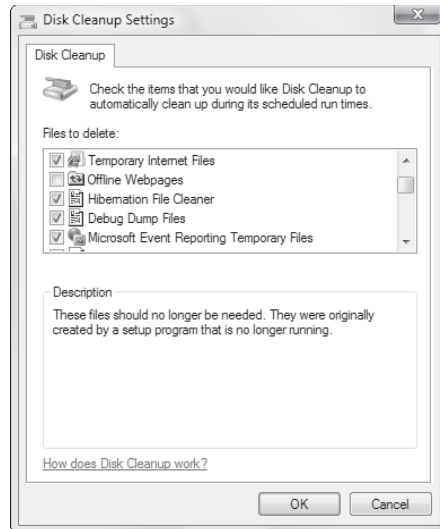 Disk Cleanup Settings
Disk Cleanup
Check the items that you would like Disk Cleanup to
automatically clean up during its scheduled run times.
Files to delete:
Temporary Internet Files
Offline Webpages
Hibernation File Cleaner
Debug Dump Files
Microsoft Event Reporting Temporary Files
Description
These files should no longer be needed. They were originally
created by a setup program that is no longer running.
How does Disk Cleanup work?
OK
Cancel